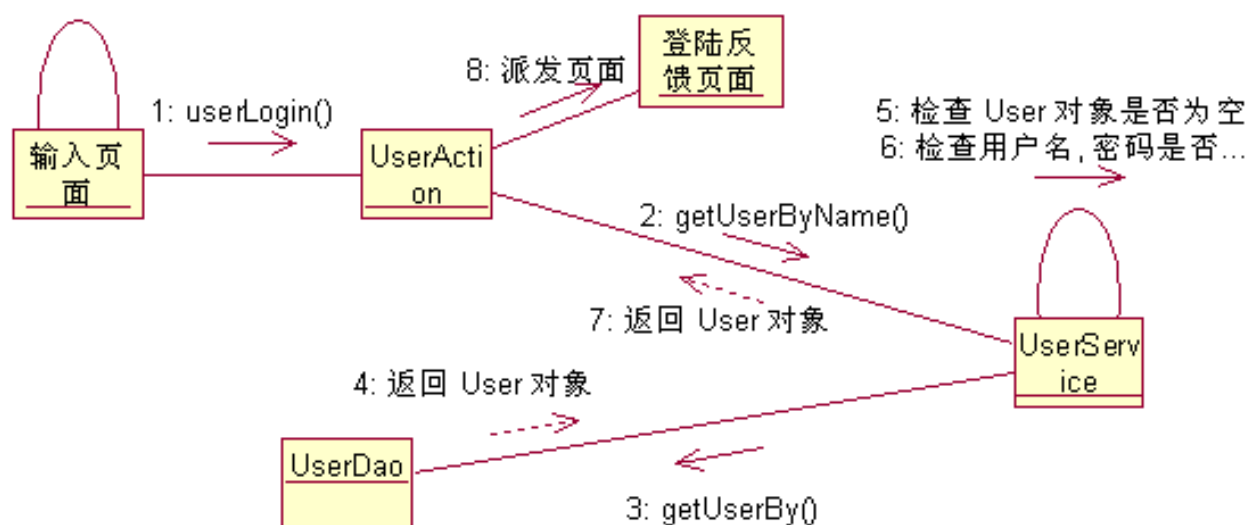 8: 派发页面
登陆反
馈页面
1: userLogin()
5: 检查 User 对象是否为空
6: 检查用户名,密码是否...
输入页
面
UserActi
on
2: getUserByName()
7: 返回 User 对象
UserServ
ice
4: 返回 User 对象
UserDao
3: getUserBy()